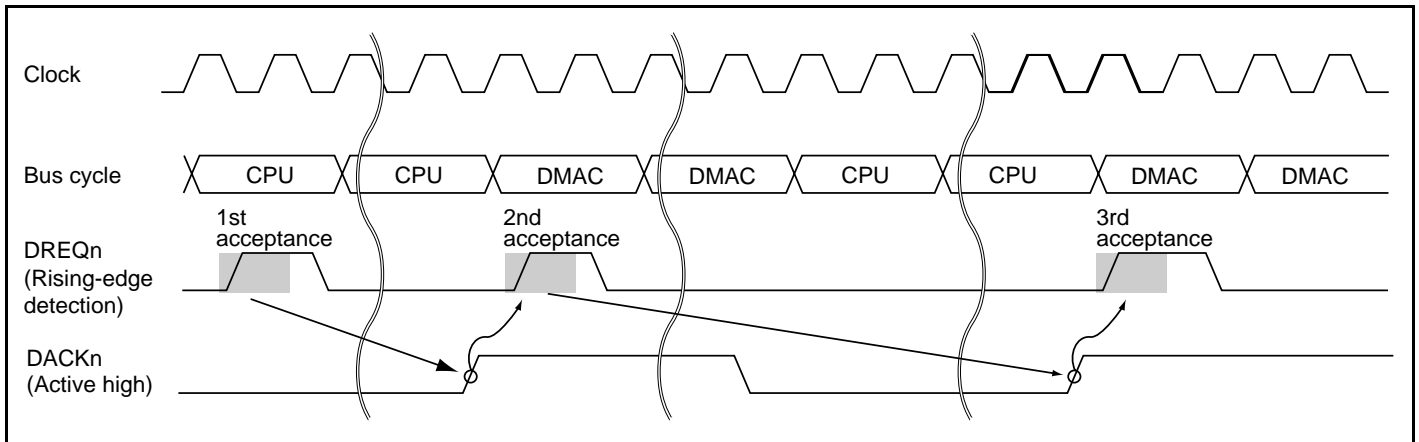 Clock
Bus cycle
CPU CPU DMAC DMAC CPU CPU DMAC DMAC
1st
acceptance
2nd
acceptance
3rd
acceptance
DREQn
(Rising-edge
detection)
DACKn
(Active high)